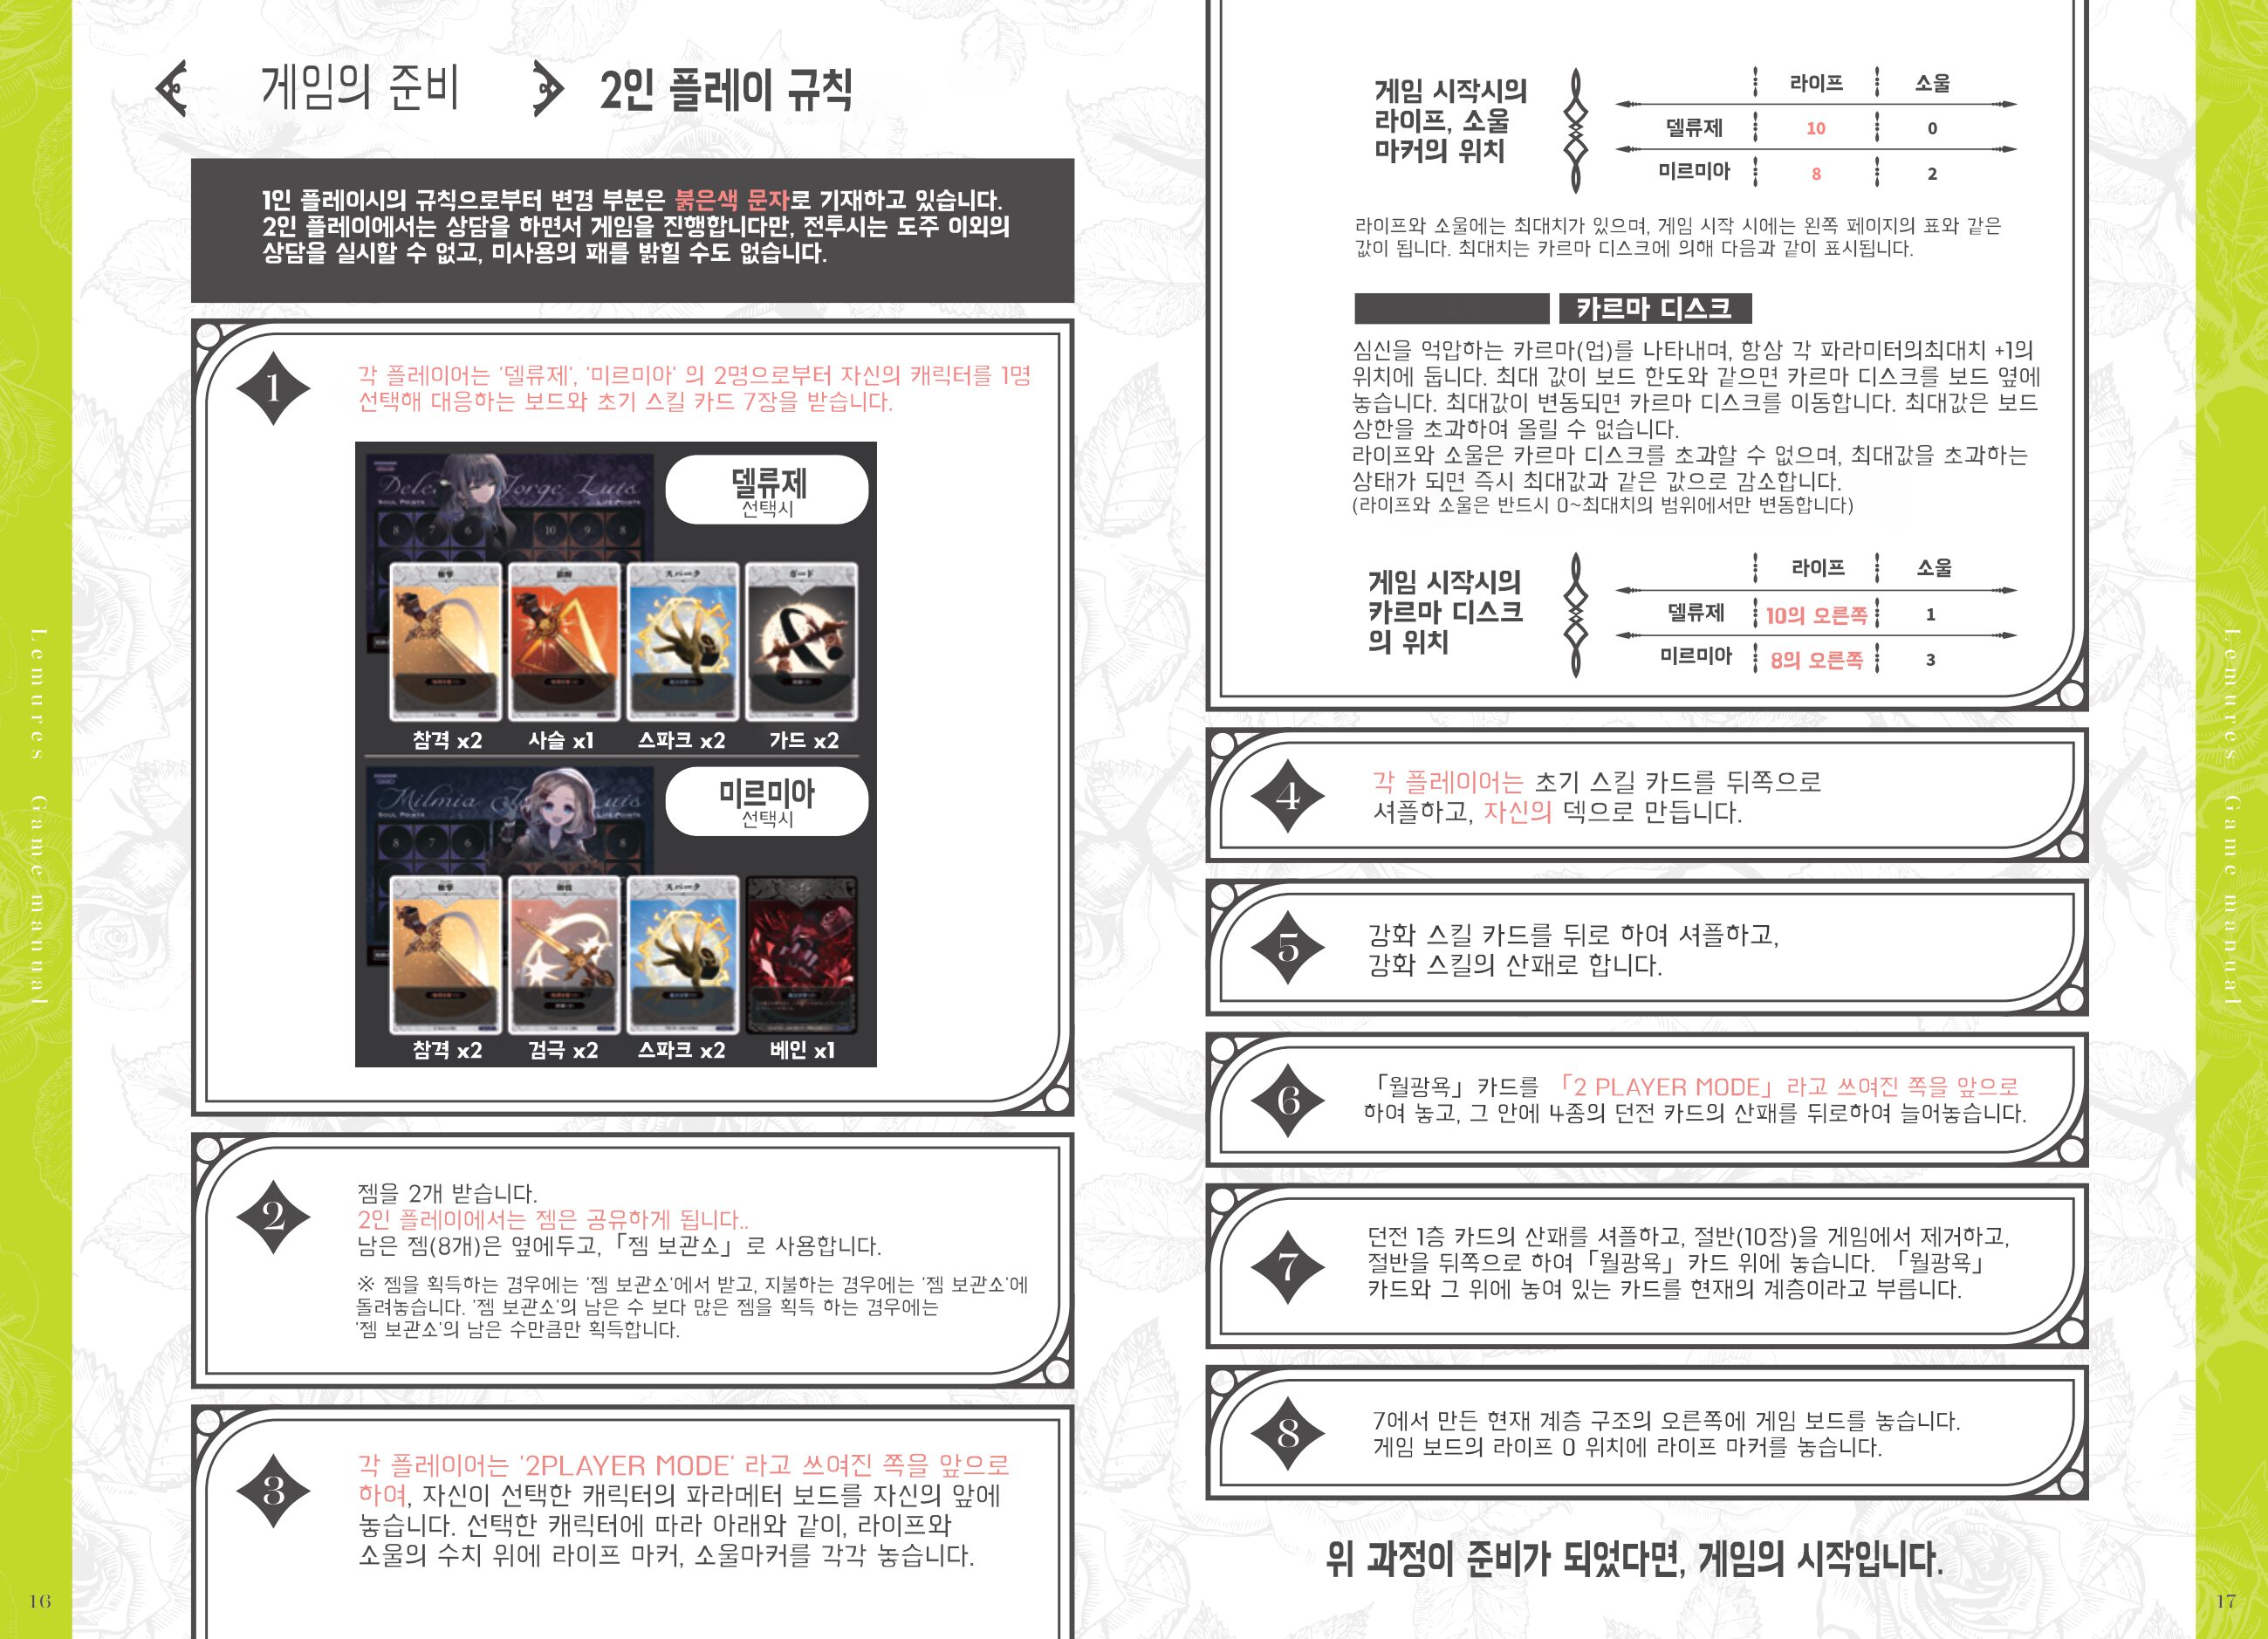 게임의 준비
2인 플레이 규칙
1인 플레이시의 규칙으로부터 변경 부분은 붉은색 문자로 기재하고 있습니다.
2인 플레이에서는 상담을 하면서 게임을 진행합니다만, 전투시는 도주 이외의
상담을 실시할 수 없고, 미사용의 패를 밝힐 수도 없습니다.
1
각 플레이어는 '델류제', '미르미아' 의 2명으로부터 자신의 캐릭터를 1명
선택해 대응하는 보드와 초기 스킬 카드 7장을 받습니다.
델류제
선택시
SOUL POINTS
8 7 6 10 9 8
スパーク
ガード
참격 x2 사슬 x1 스파크 x2 가드 x2
미르미아
선택시
Milmia
SOUL POINTS LIFE POINTS
8 7 6 8
スパーク
참격 x2 검극 x2 스파크 x2 베인 x1
2
젬을 2개 받습니다.
2인 플레이에서는 젬은 공유하게 됩니다..
남은 젬(8개)은 옆에두고, 「젬 보관소」로 사용합니다.
※ 젬을 획득하는 경우에는 '젬 보관소'에서 받고, 지불하는 경우에는 '젬 보관소'에
돌려놓습니다. '젬 보관소'의 남은 수 보다 많은 젬을 획득 하는 경우에는
'젬 보관소'의 남은 수만큼만 획득합니다.
3
각 플레이어는 '2PLAYER MODE' 라고 쓰여진 쪽을 앞으로
하여, 자신이 선택한 캐릭터의 파라메터 보드를 자신의 앞에
놓습니다. 선택한 캐릭터에 따라 아래와 같이, 라이프와
소울의 수치 위에 라이프 마커, 소울마커를 각각 놓습니다.
Lemures Game manual
16
게임 시작시의
라이프, 소울
마커의 위치
라이프 소울
델류제 10 0
미르미아 8 2
라이프와 소울에는 최대치가 있으며, 게임 시작 시에는 왼쪽 페이지의 표와 같은
값이 됩니다. 최대치는 카르마 디스크에 의해 다음과 같이 표시됩니다.
카르마 디스크
심신을 억압하는 카르마(업)를 나타내며, 항상 각 파라미터의최대치 +1의
위치에 둡니다. 최대 값이 보드 한도와 같으면 카르마 디스크를 보드 옆에
놓습니다. 최대값이 변동되면 카르마 디스크를 이동합니다. 최대값은 보드
상한을 초과하여 올릴 수 없습니다.
라이프와 소울은 카르마 디스크를 초과할 수 없으며, 최대값을 초과하는
상태가 되면 즉시 최대값과 같은 값으로 감소합니다.
(라이프와 소울은 반드시 0~최대치의 범위에서만 변동합니다)
게임 시작시의
카르마 디스크
의 위치
라이프 소울
델류제 10의 오른쪽 1
미르미아 8의 오른쪽 3
4
각 플레이어는 초기 스킬 카드를 뒤쪽으로
셔플하고, 자신의 덱으로 만듭니다.
5
강화 스킬 카드를 뒤로 하여 셔플하고,
강화 스킬의 산패로 합니다.
6
「월광욕」카드를 「2 PLAYER MODE」라고 쓰여진 쪽을 앞으로
하여 놓고, 그 안에 4종의 던전 카드의 산패를 뒤로하여 늘어놓습니다.
7
던전 1층 카드의 산패를 셔플하고, 절반(10장)을 게임에서 제거하고,
절반을 뒤쪽으로 하여「월광욕」카드 위에 놓습니다. 「월광욕」
카드와 그 위에 놓여 있는 카드를 현재의 계층이라고 부릅니다.
8
7에서 만든 현재 계층 구조의 오른쪽에 게임 보드를 놓습니다.
게임 보드의 라이프 0 위치에 라이프 마커를 놓습니다.
위 과정이 준비가 되었다면, 게임의 시작입니다.
Lemures Game manual
17